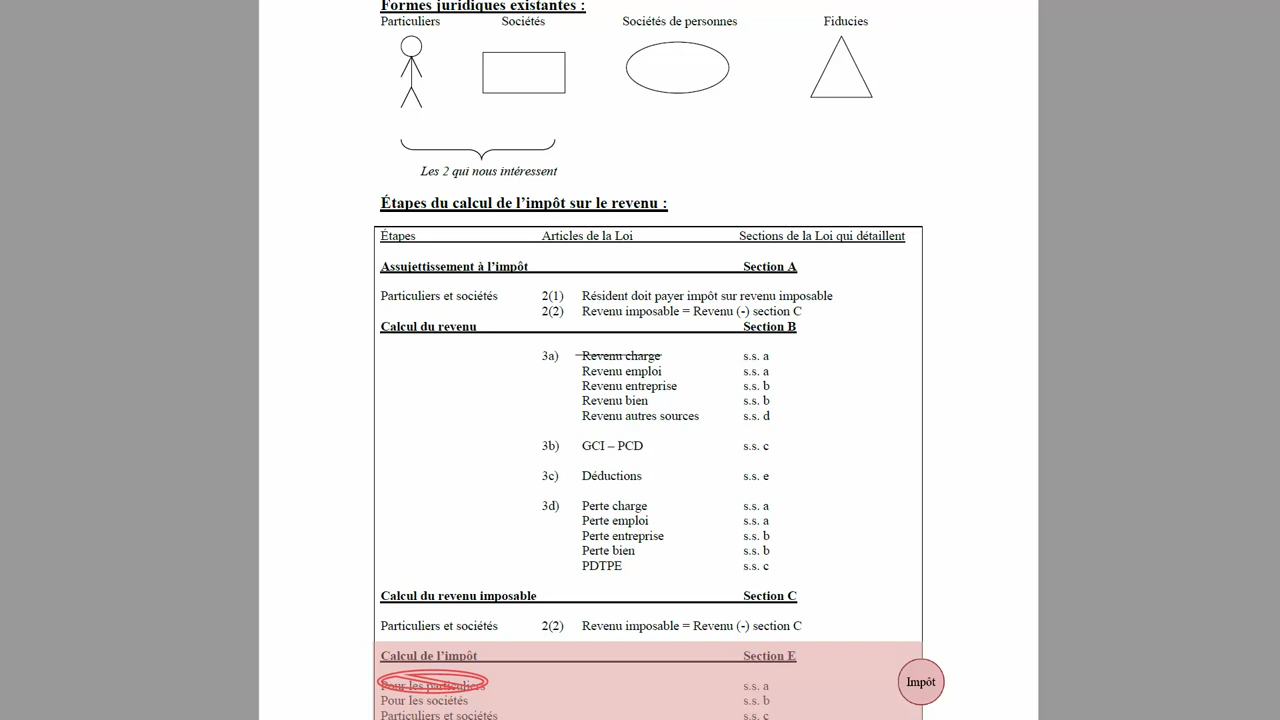 Formes juridiques existantes :
Particuliers Sociétés Sociétés de personnes Fiducies
Les 2 qui nous intéressent
Étapes du calcul de l’impôt sur le revenu :
Étapes Articles de la Loi Sections de la Loi qui détaillent
Assujettissement à l’impôt Section A
Particuliers et sociétés 2(1) Résident doit payer impôt sur revenu imposable
2(2) Revenu imposable = Revenu (-) section C
Calcul du revenu Section B
3a) Revenu charge s.s. a
Revenu emploi s.s. a
Revenu entreprise s.s. b
Revenu bien s.s. b
Revenu autres sources s.s. d
3b) GCI – PCD s.s. c
3c) Déductions s.s. e
3d) Perte charge s.s. a
Perte emploi s.s. a
Perte entreprise s.s. b
Perte bien s.s. b
PDTPE s.s. c
Calcul du revenu imposable Section C
Particuliers et sociétés 2(2) Revenu imposable = Revenu (-) section C
Calcul de l’impôt Section E
Pour les particuliers s.s. a
Impôt
Pour les sociétés s.s. b
Particuliers et sociétés s.s. c